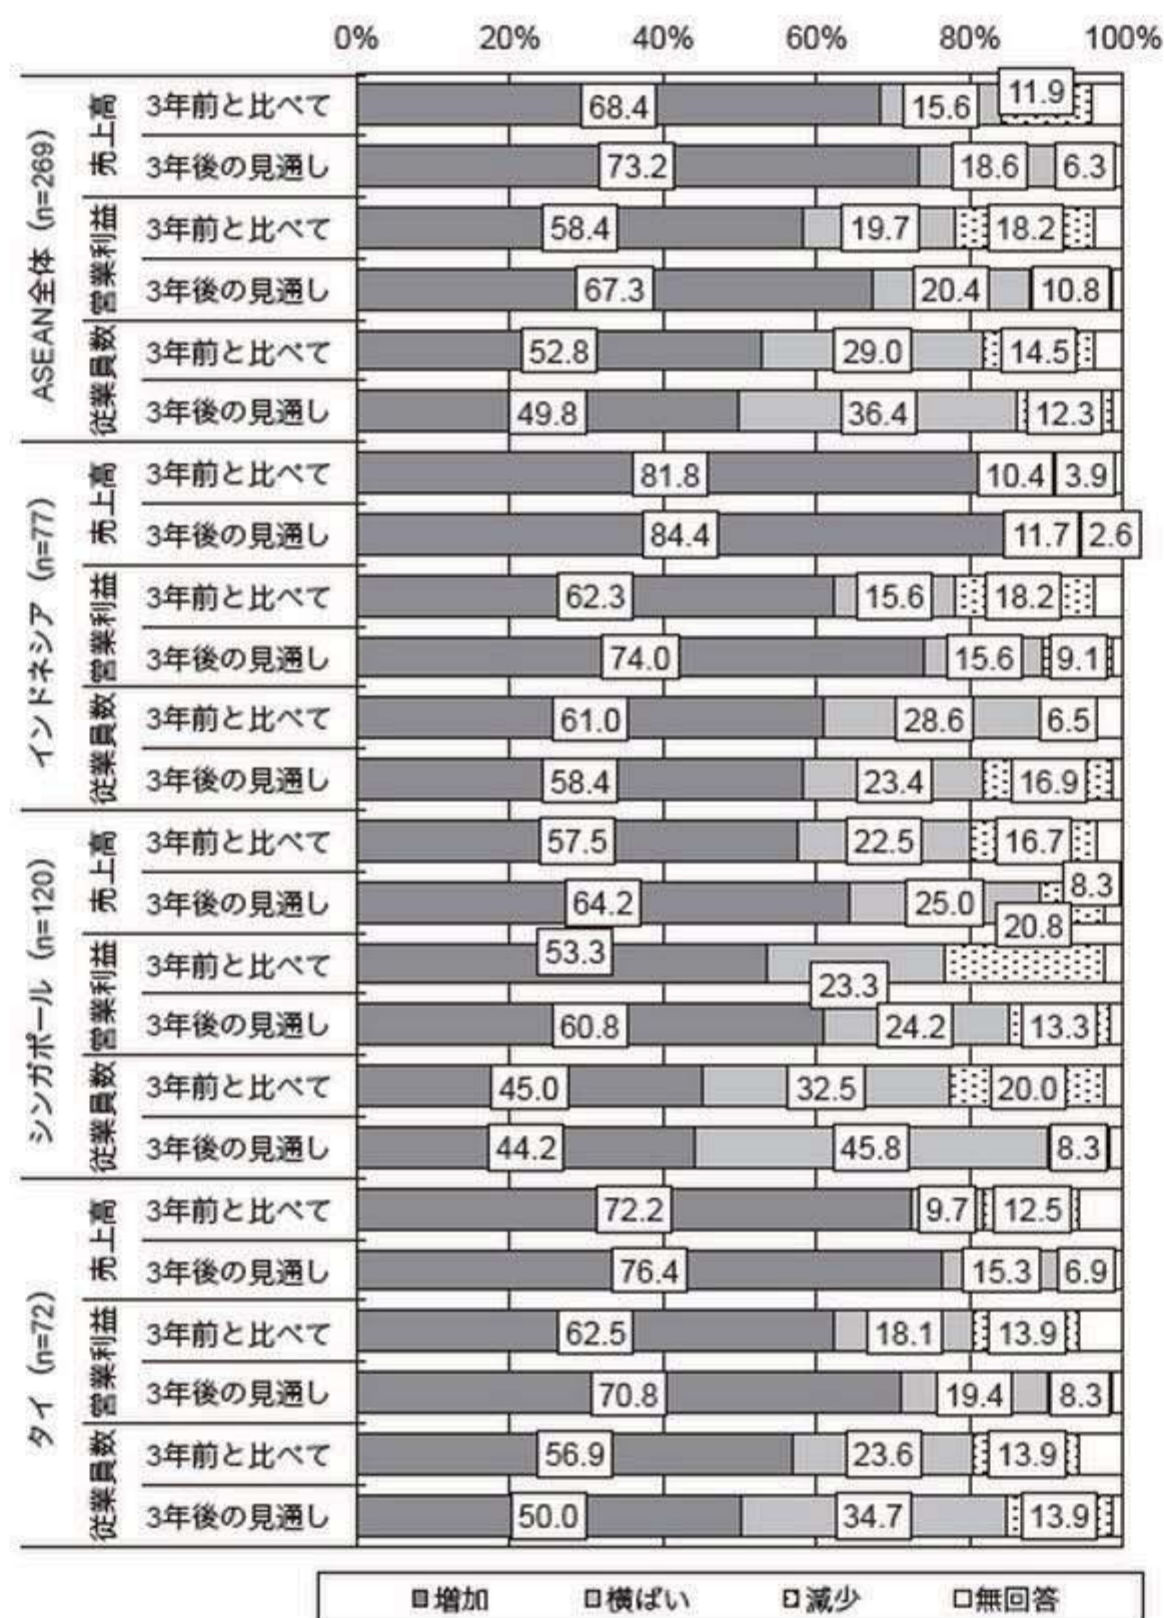 0% 20% 40% 60% 80% 100%
ASEAN全体 (n=269)
売上高
3年前と比べて 68.4 15.6 11.9
3年後の見通し 73.2 18.6 6.3
営業利益
3年前と比べて 58.4 19.7 18.2
3年後の見通し 67.3 20.4 10.8
従業員数
3年前と比べて 52.8 29.0 14.5
3年後の見通し 49.8 36.4 12.3
インドネシア (n=77)
売上高
3年前と比べて 81.8 10.4 3.9
3年後の見通し 84.4 11.7 2.6
営業利益
3年前と比べて 62.3 15.6 18.2
3年後の見通し 74.0 15.6 9.1
従業員数
3年前と比べて 61.0 28.6 6.5
3年後の見通し 58.4 23.4 16.9
シンガポール (n=120)
売上高
3年前と比べて 57.5 22.5 16.7
3年後の見通し 64.2 25.0 8.3
営業利益
3年前と比べて 53.3 23.3 20.8
3年後の見通し 60.8 24.2 13.3
従業員数
3年前と比べて 45.0 32.5 20.0
3年後の見通し 44.2 45.8 8.3
タイ (n=72)
売上高
3年前と比べて 72.2 9.7 12.5
3年後の見通し 76.4 15.3 6.9
営業利益
3年前と比べて 62.5 18.1 13.9
3年後の見通し 70.8 19.4 8.3
従業員数
3年前と比べて 56.9 23.6 13.9
3年後の見通し 50.0 34.7 13.9
増加 横ばい 減少 無回答